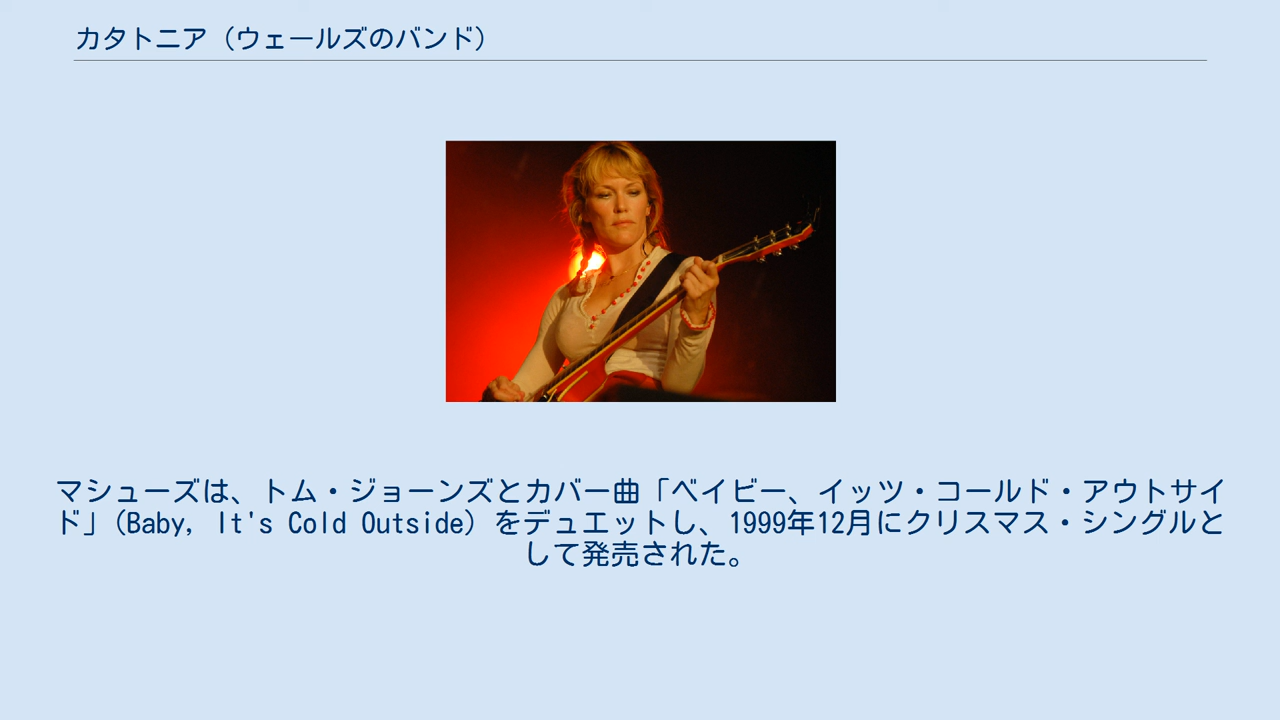 カタトニア（ウェールズのバンド）
マシューズは、トム・ジョーンズとカバー曲「ベイビー、イッツ・コールド・アウトサイ
ド」(Baby, It's Cold Outside) をデュエットし、1999年12月にクリスマス・シングルと
して発売された。